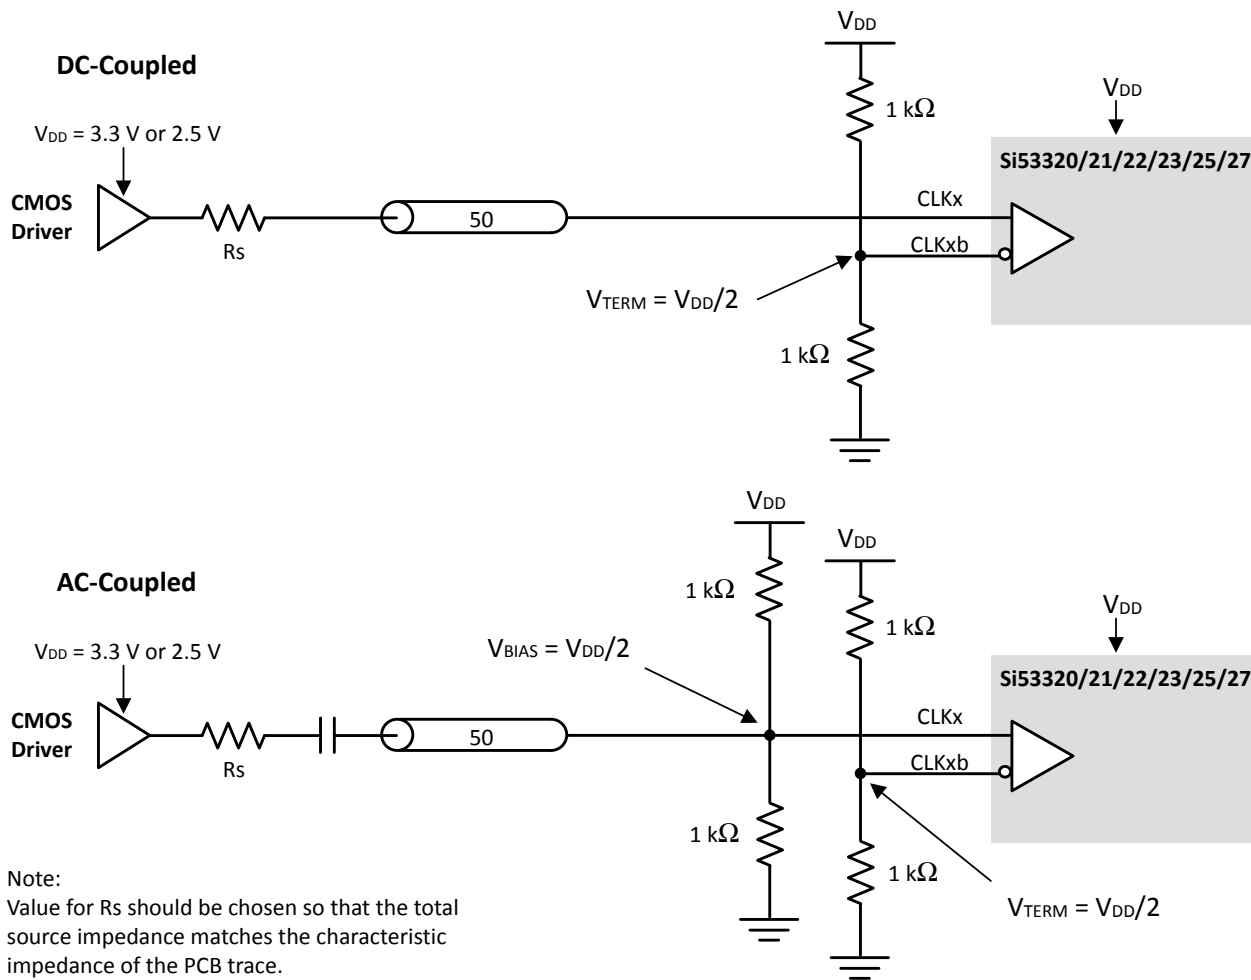 DC-Coupled
VDD = 3.3 V or 2.5 V
CMOS
Driver
Rs
50
VDD
1 kΩ
VDD
Si53320/21/22/23/25/27
CLKx
CLKxb
VTERM = VDD/2
1 kΩ
AC-Coupled
VDD = 3.3 V or 2.5 V
CMOS
Driver
Rs
50
VDD
1 kΩ
VDD
1 kΩ
VBIAS = VDD/2
VDD
Si53320/21/22/23/25/27
CLKx
CLKxb
1 kΩ
1 kΩ
VTERM = VDD/2
Note:
Value for Rs should be chosen so that the total
source impedance matches the characteristic
impedance of the PCB trace.